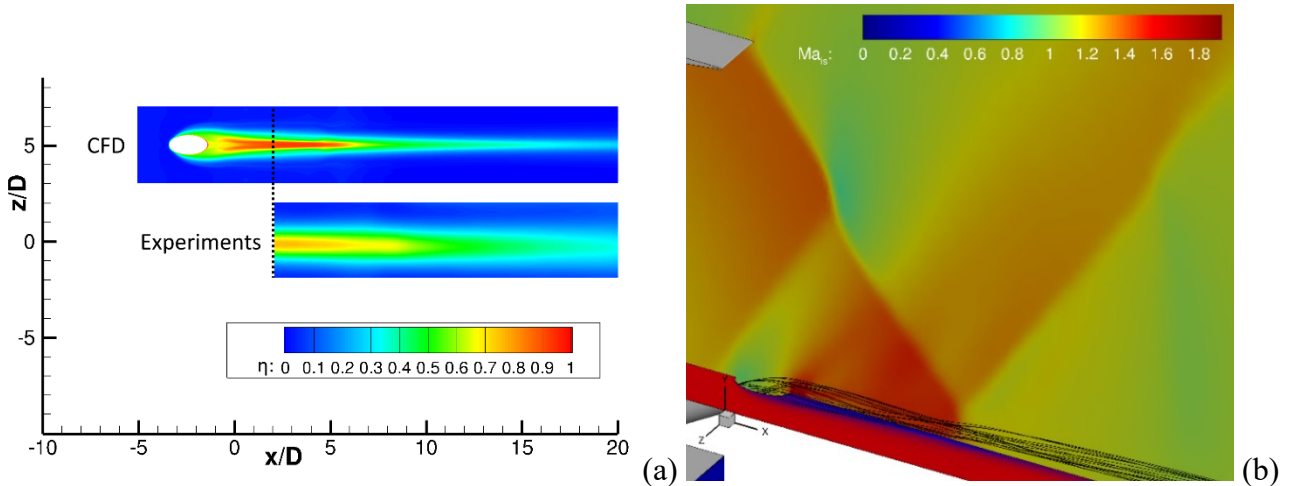 CFD
Experiments
z/D
5
0
-5
η: 0 0.1 0.2 0.3 0.4 0.5 0.6 0.7 0.8 0.9 1
-10 -5 0 5 10 15 20
x/D
(a)
Ma_is: 0 0.2 0.4 0.6 0.8 1 1.2 1.4 1.6 1.8
Y
z
x
(b)